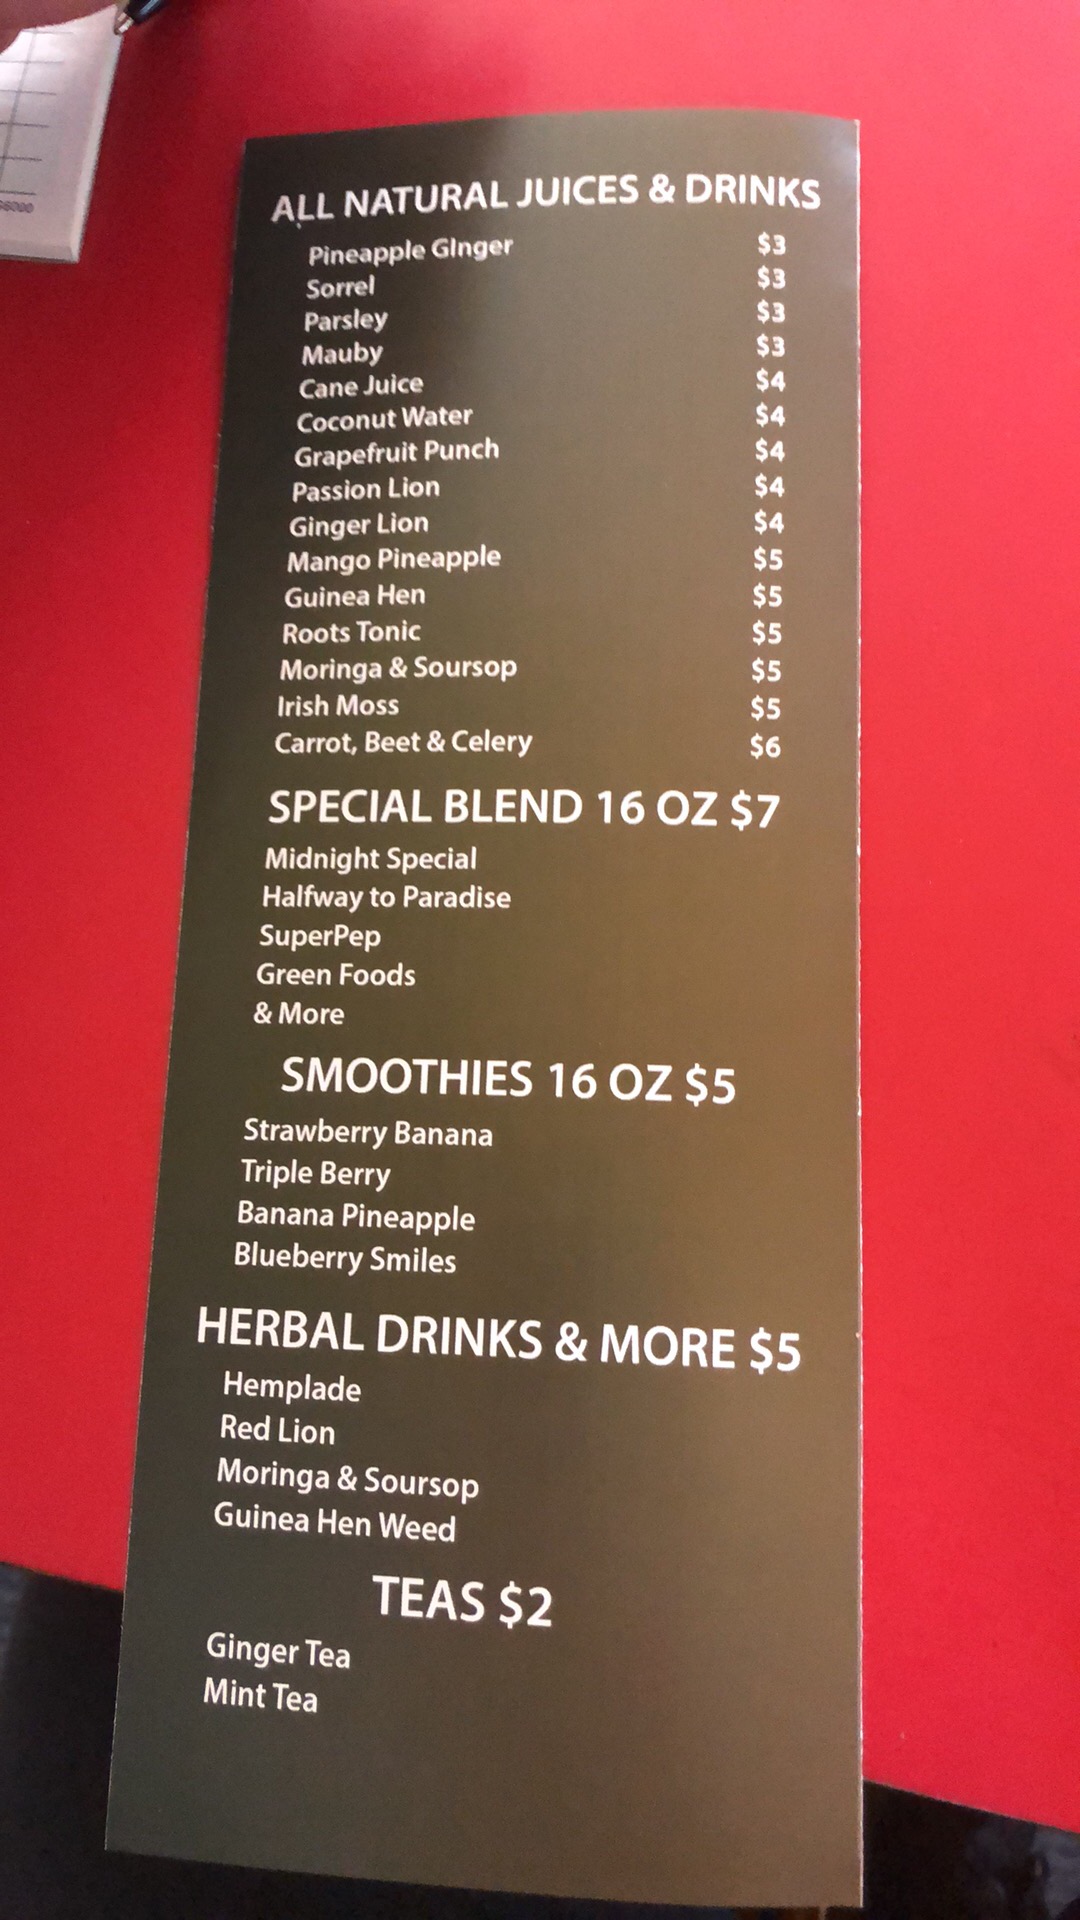 6000
ALL NATURAL JUICES & DRINKS
Pineapple GInger $3
Sorrel $3
Parsley $3
Mauby $3
Cane Juice $4
Coconut Water $4
Grapefruit Punch $4
Passion Lion $4
Ginger Lion $4
Mango Pineapple $5
Guinea Hen $5
Roots Tonic $5
Moringa & Soursop $5
Irish Moss $5
Carrot, Beet & Celery $6
SPECIAL BLEND 16 OZ $7
Midnight Special
Halfway to Paradise
SuperPep
Green Foods
& More
SMOOTHIES 16 OZ $5
Strawberry Banana
Triple Berry
Banana Pineapple
Blueberry Smiles
HERBAL DRINKS & MORE $5
Hemplade
Red Lion
Moringa & Soursop
Guinea Hen Weed
TEAS $2
Ginger Tea
Mint Tea